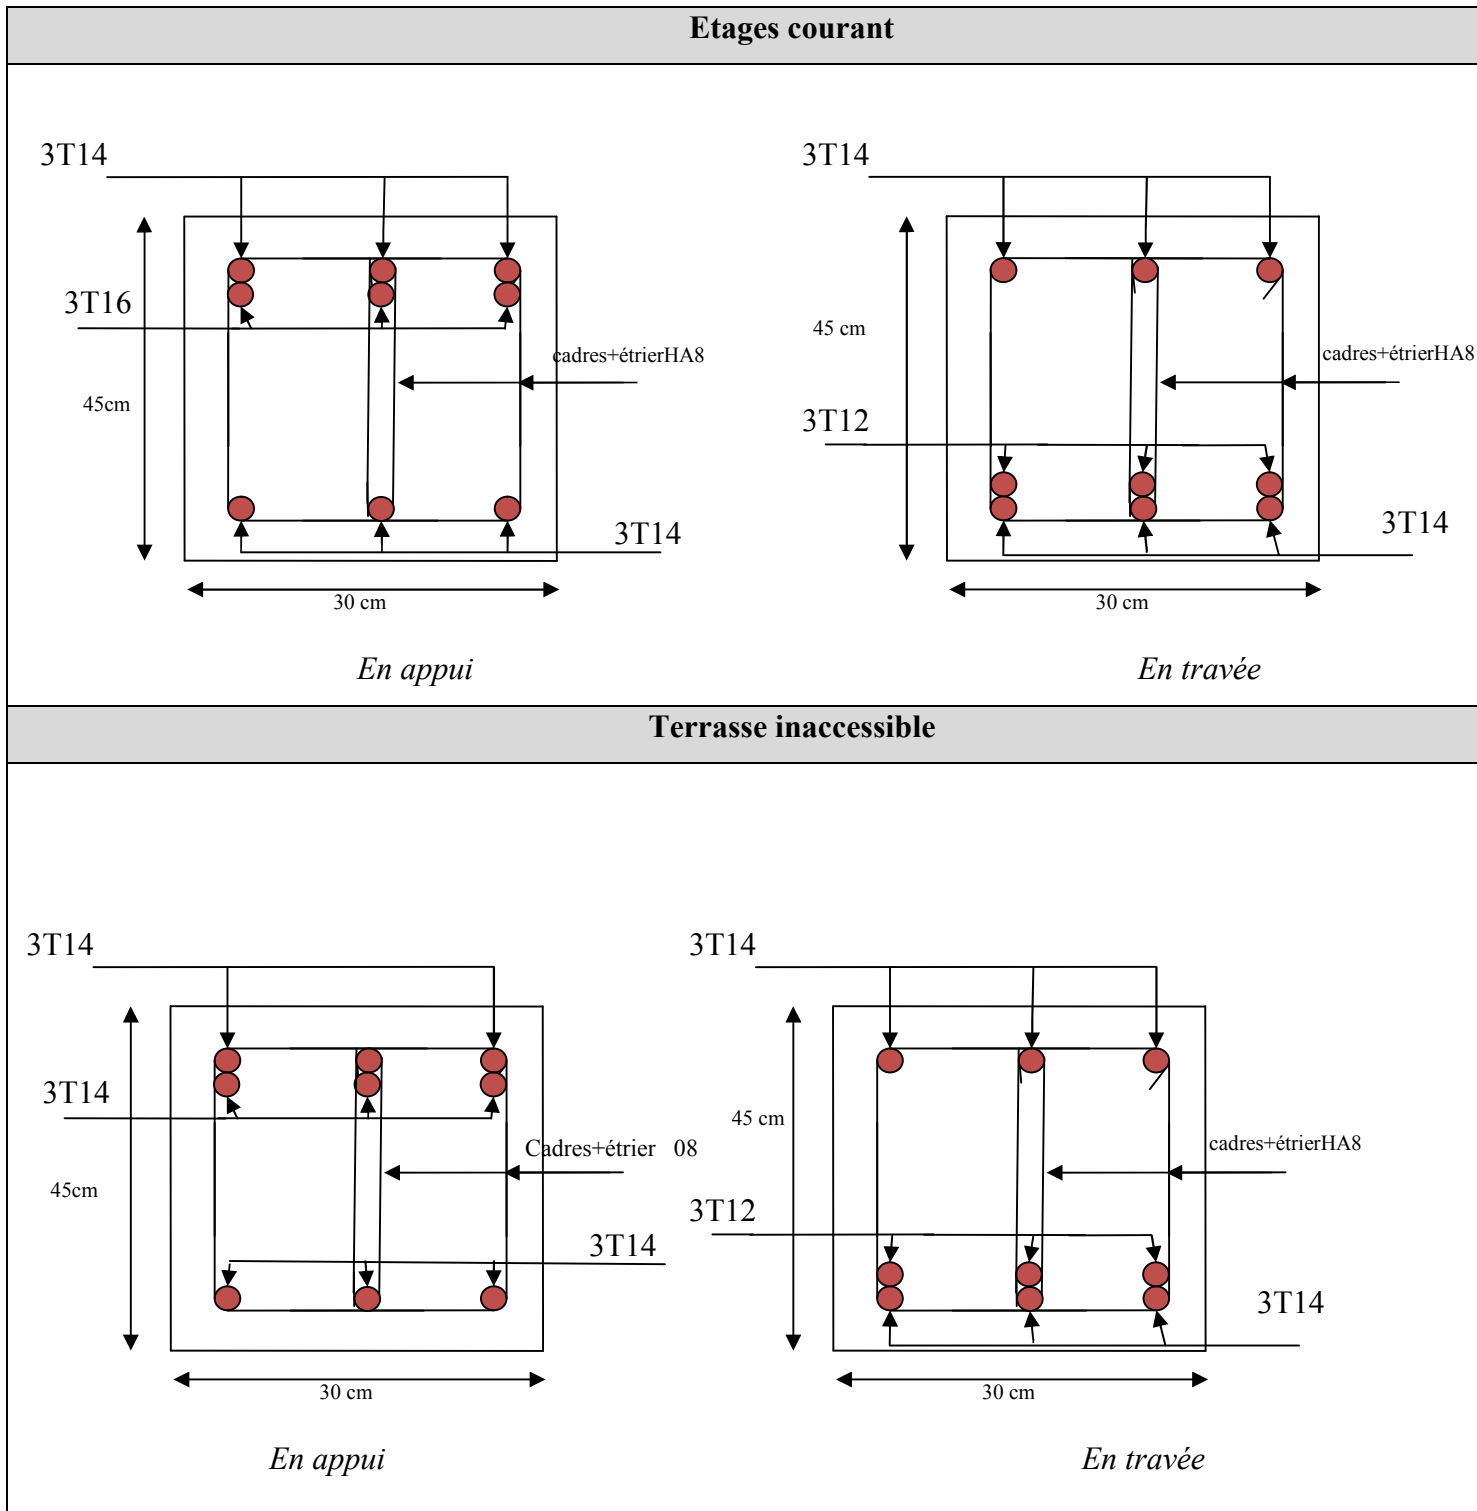 Etages courant
3T14
3T16
cadres+étrierHA8
45cm
3T14
30 cm
En appui
3T14
45 cm
cadres+étrierHA8
3T12
3T14
30 cm
En travée
Terrasse inaccessible
3T14
3T14
Cadres+étrier 08
45cm
3T14
30 cm
En appui
3T14
45 cm
cadres+étrierHA8
3T12
3T14
30 cm
En travée